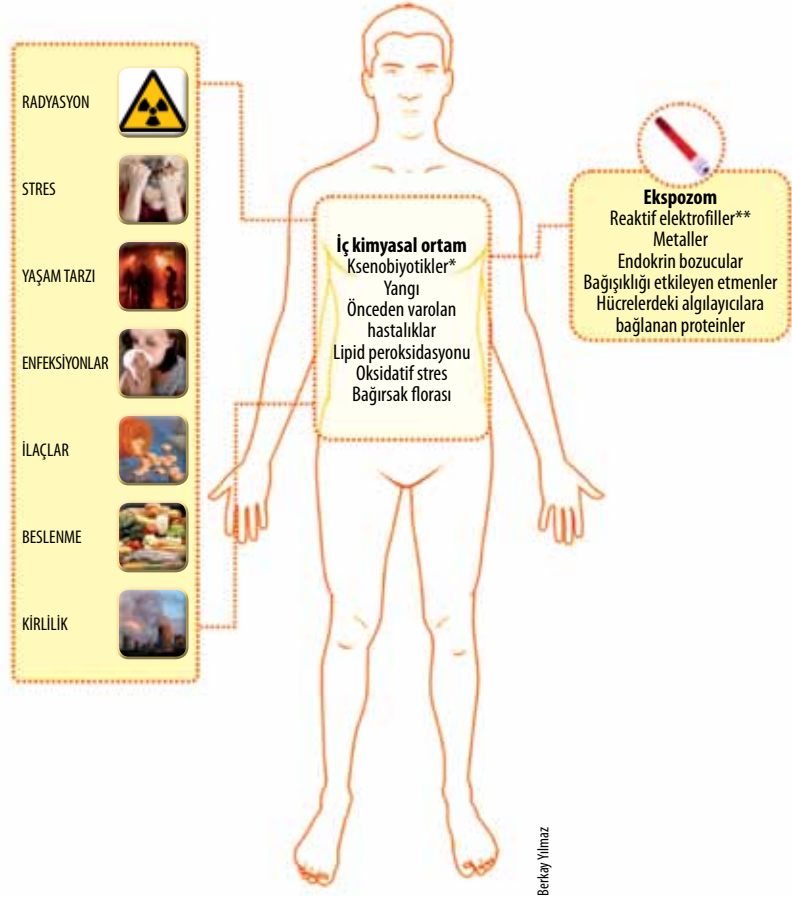 RADYASYON
STRES
YAŞAM TARZI
ENFEKSİYONLAR
İLAÇLAR
BESLENME
KİRLİLİK
İç kimyasal ortam
Ksenobiyotikler*
Yangı
Önceden varolan
hastalıklar
Lipid peroksidasyonu
Oksidatif stres
Bağırsak florası
Ekspozom
Reaktif elektrofiller**
Metaller
Endokrin bozucular
Bağışıklığı etkileyen etmenler
Hücrelerdeki algılayıcılara
bağlanan proteinler
Berkay Yılmaz